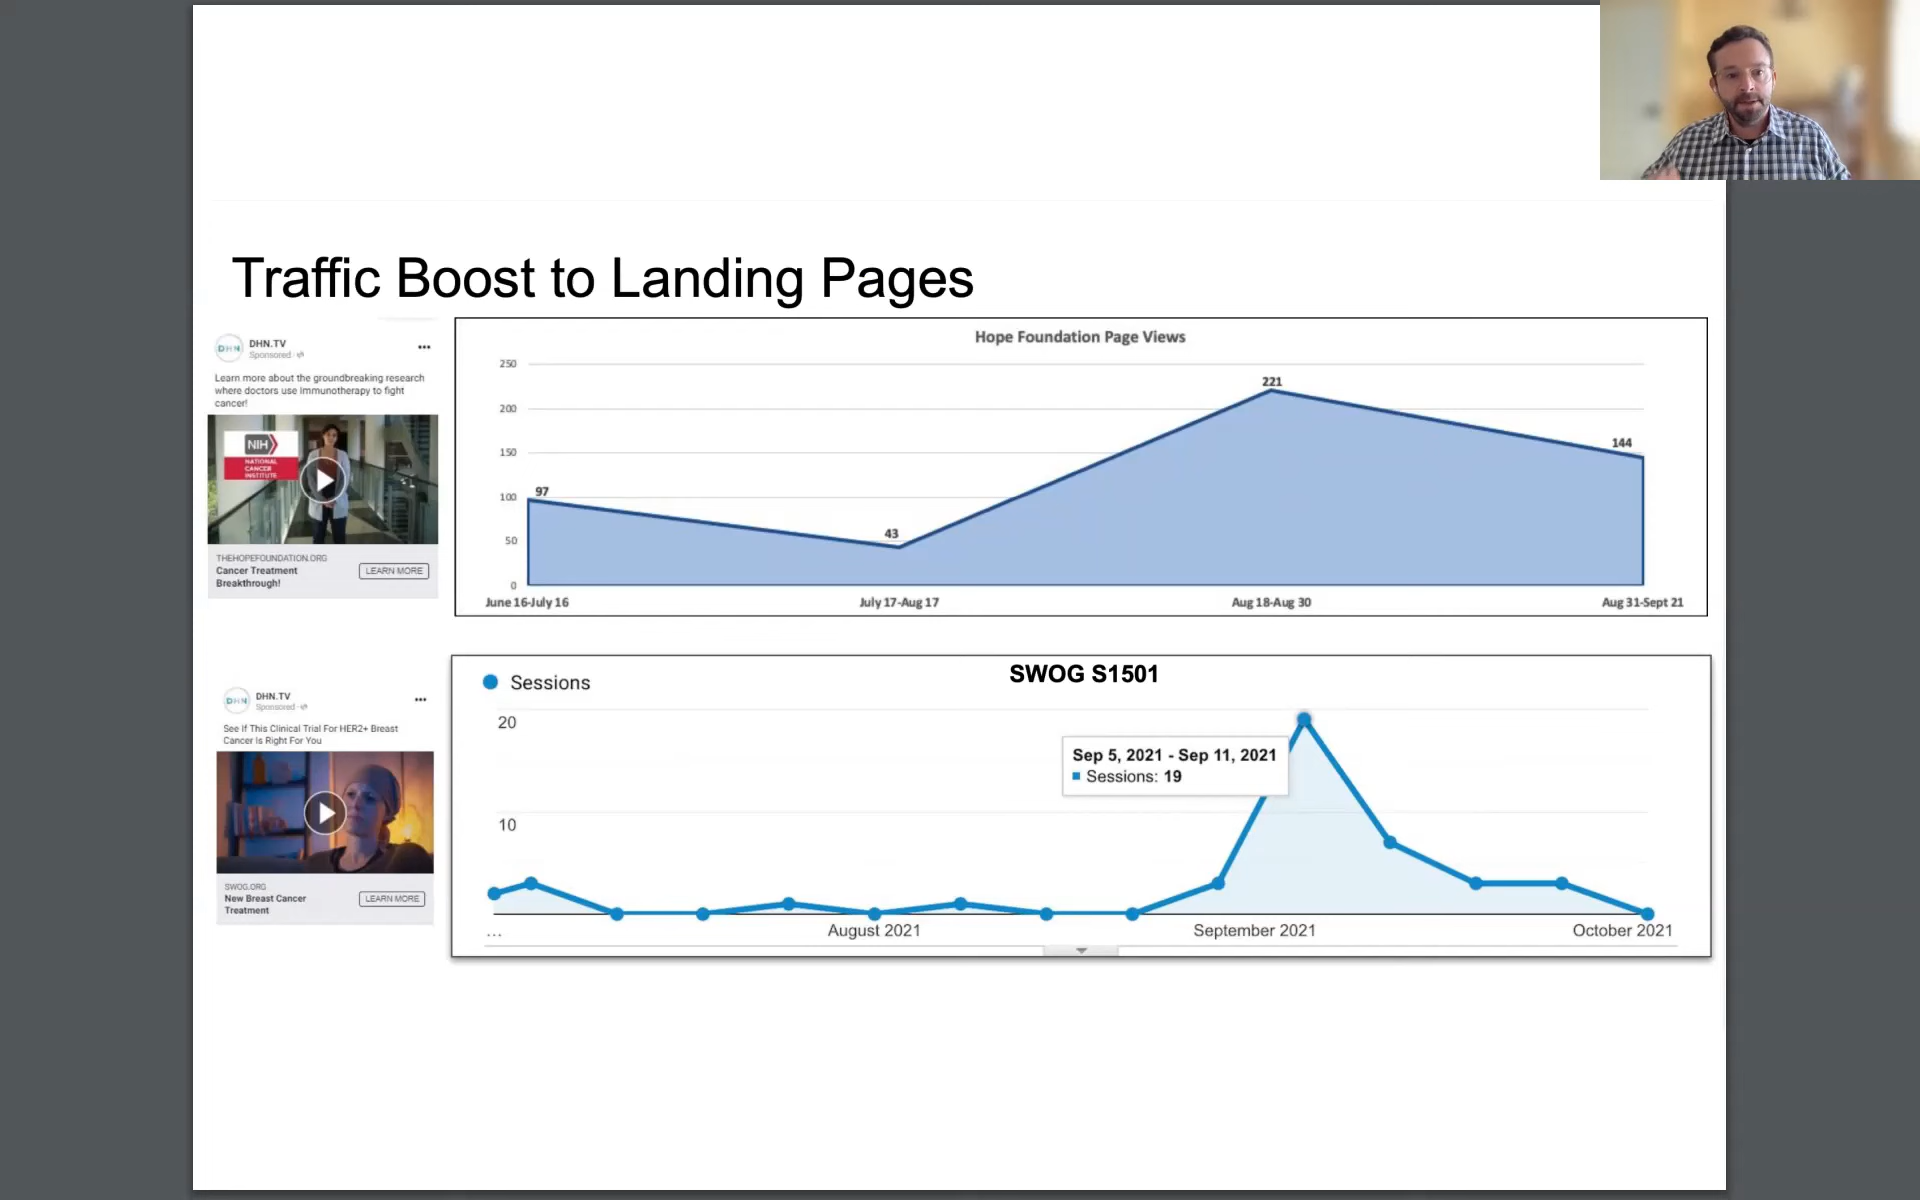 Traffic Boost to Landing Pages
DHN
DHN.TV
Sponsored ·
Learn more about the groundbreaking research
where doctors use Immunotherapy to fight
cancer!
NIH
NATIONAL
CANCER
INSTITUTE
THEHOPEFOUNDATION.ORG
Cancer Treatment
Breakthrough!
LEARN MORE
Hope Foundation Page Views
250
200
150
100
50
0
97
43
221
144
June 16-July 16
July 17-Aug 17
Aug 18-Aug 30
Aug 31-Sept 21
DHN
DHN.TV
Sponsored ·
See If This Clinical Trial For HER2+ Breast
Cancer Is Right For You
SWOG.ORG
New Breast Cancer
Treatment
LEARN MORE
SWOG S1501
Sessions
20
10
Sep 5, 2021 - Sep 11, 2021
Sessions: 19
...
August 2021
September 2021
October 2021